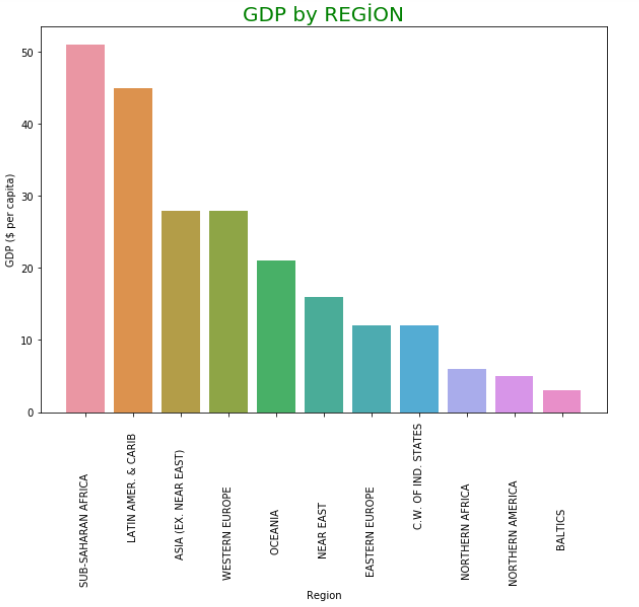 GDP by REGİON
GDP ($ per capita)
50
40
30
20
10
0
SUB-SAHARAN AFRICA
LATIN AMER. & CARIB
ASIA (EX. NEAR EAST)
WESTERN EUROPE
OCEANIA
NEAR EAST
EASTERN EUROPE
C.W. OF IND. STATES
NORTHERN AFRICA
NORTHERN AMERICA
BALTICS
Region